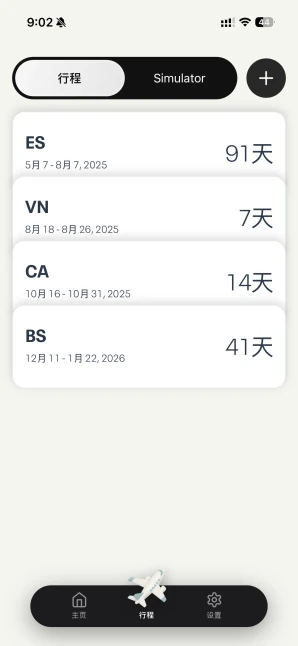 9:02
44
行程
Simulator
ES
5月 7 - 8月 7, 2025
91天
VN
8月 18 - 8月 26, 2025
7天
CA
10月 16 - 10月 31, 2025
14天
BS
12月 11 - 1月 22, 2026
41天
主页
行程
设置